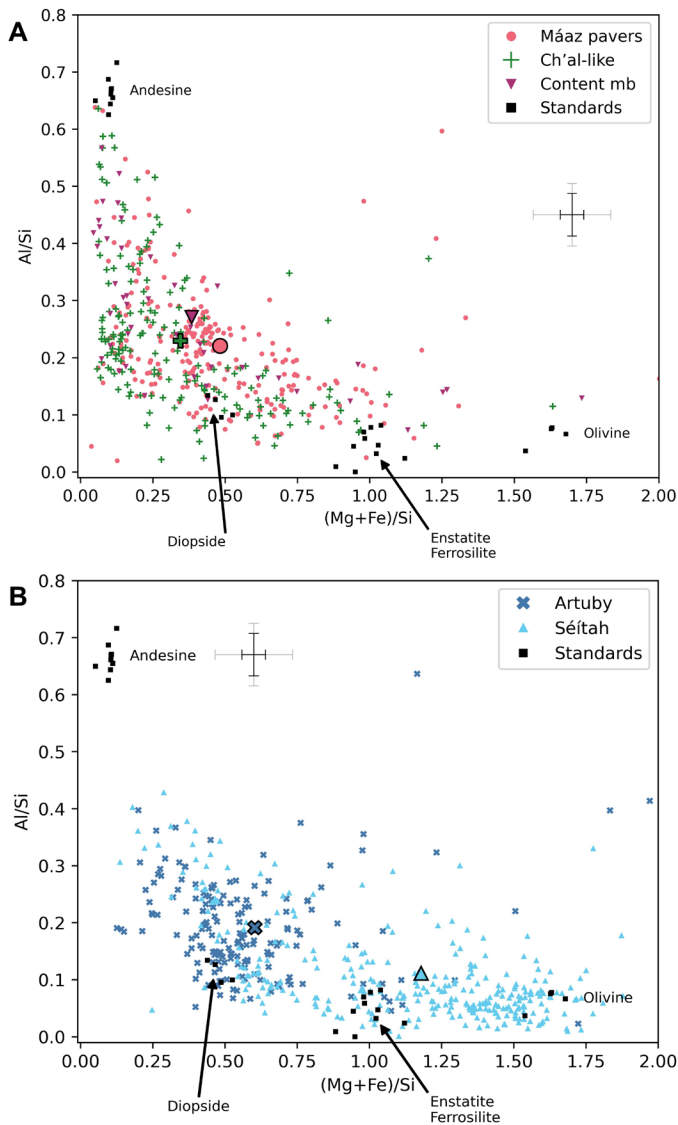 A
0.8
0.7
0.6
0.5
0.4
0.3
0.2
0.1
0.0
Al/Si
Máaz pavers
Ch’al-like
Content mb
Standards
Andesine
Olivine
0.00 0.25 0.50 0.75 1.00 1.25 1.50 1.75 2.00
(Mg+Fe)/Si
Diopside
Enstatite
Ferrosilite
B
0.8
0.7
0.6
0.5
0.4
0.3
0.2
0.1
0.0
Al/Si
Artuby
Séítah
Standards
Andesine
Olivine
0.00 0.25 0.50 0.75 1.00 1.25 1.50 1.75 2.00
(Mg+Fe)/Si
Diopside
Enstatite
Ferrosilite